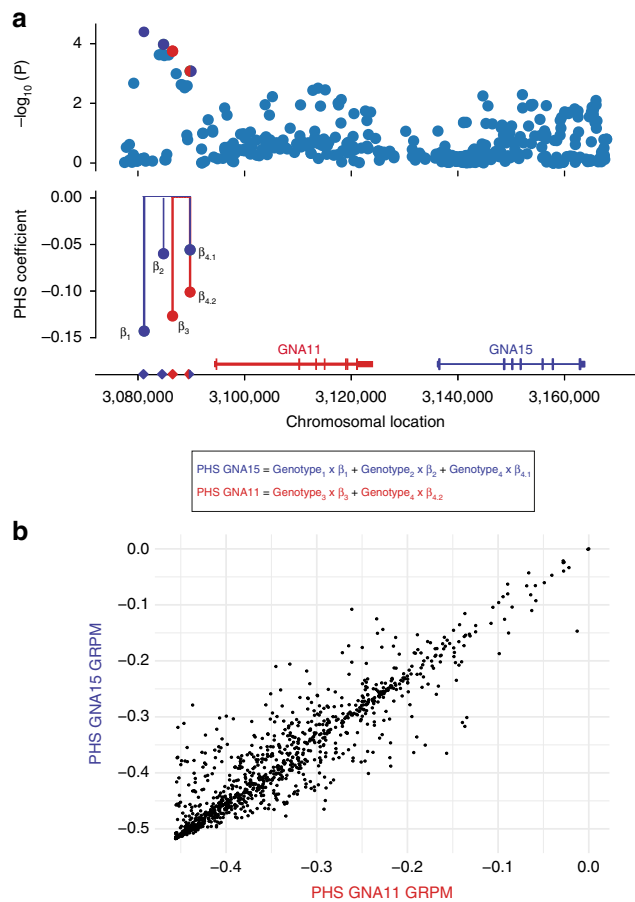 a
−log10 (P)
4
2
0
PHS coefficient
0.00
−0.05
−0.10
−0.15
β1
β2
β3
β4.1
β4.2
GNA11
GNA15
3,080,000
3,100,000
3,120,000
3,140,000
3,160,000
Chromosomal location
PHS GNA15 = Genotype1 x β1 + Genotype2 x β2 + Genotype4 x β4.1
PHS GNA11 = Genotype3 x β3 + Genotype4 x β4.2
b
PHS GNA15 GRPM
0.0
−0.1
−0.2
−0.3
−0.4
−0.5
−0.4
−0.3
−0.2
−0.1
0.0
PHS GNA11 GRPM